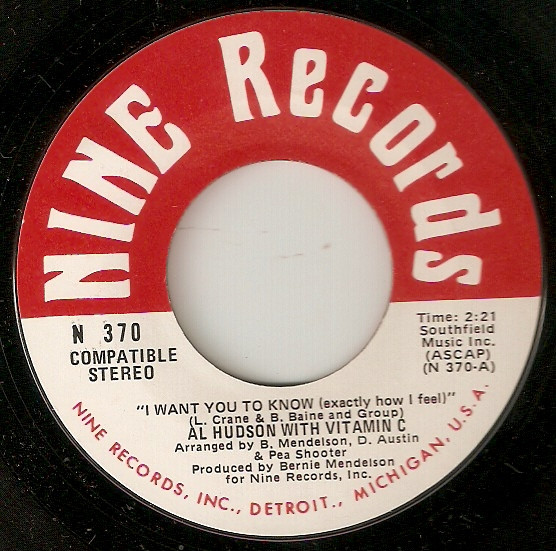 NINE Records
N 370
COMPATIBLE
STEREO
Time: 2:21
Southfield
Music Inc.
(ASCAP)
(N 370-A)
"I WANT YOU TO KNOW (exactly how I feel)"
(L. Crane & B. Baine and Group)
AL HUDSON WITH VITAMIN C
Arranged by B. Mendelson, D. Austin
& Pea Shooter
Produced by Bernie Mendelson
for Nine Records, Inc.
NINE RECORDS, INC., DETROIT., MICHIGAN, U.S.A.